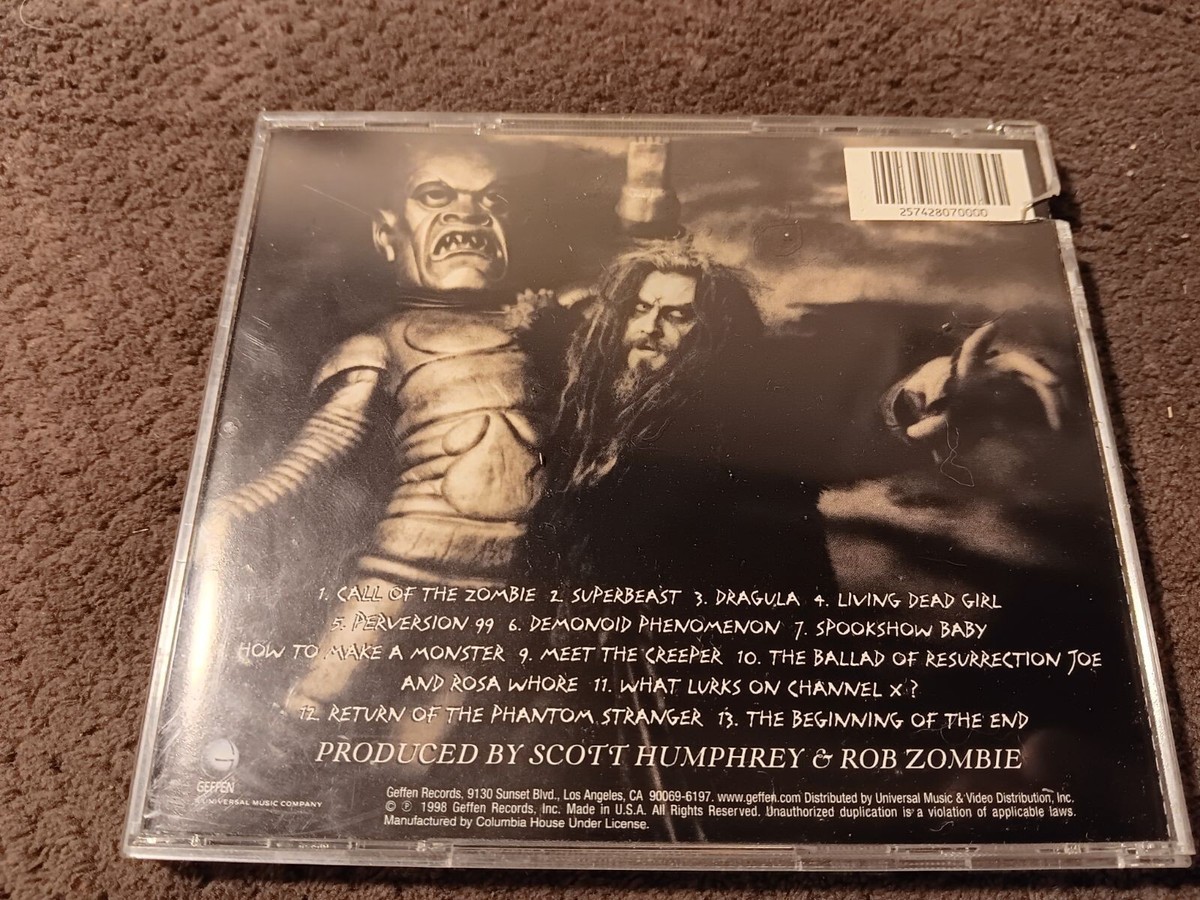 257428070000
1. CALL OF THE ZOMBIE 2. SUPERBEAST 3. DRAGULA 4. LIVING DEAD GIRL
5. PERVERSION 99 6. DEMONOID PHENOMENON 7. SPOOKSHOW BABY
HOW TO MAKE A MONSTER 9. MEET THE CREEPER 10. THE BALLAD OF RESURRECTION JOE
AND ROSA WHORE 11. WHAT LURKS ON CHANNEL X?
12. RETURN OF THE PHANTOM STRANGER 13. THE BEGINNING OF THE END
PRODUCED BY SCOTT HUMPHREY & ROB ZOMBIE
GEFFEN
A UNIVERSAL MUSIC COMPANY
Geffen Records, 9130 Sunset Blvd., Los Angeles, CA 90069-6197. www.geffen.com Distributed by Universal Music & Video Distribution, Inc.
© ℗ 1998 Geffen Records, Inc. Made in U.S.A. All Rights Reserved. Unauthorized duplication is a violation of applicable laws.
Manufactured by Columbia House Under License.